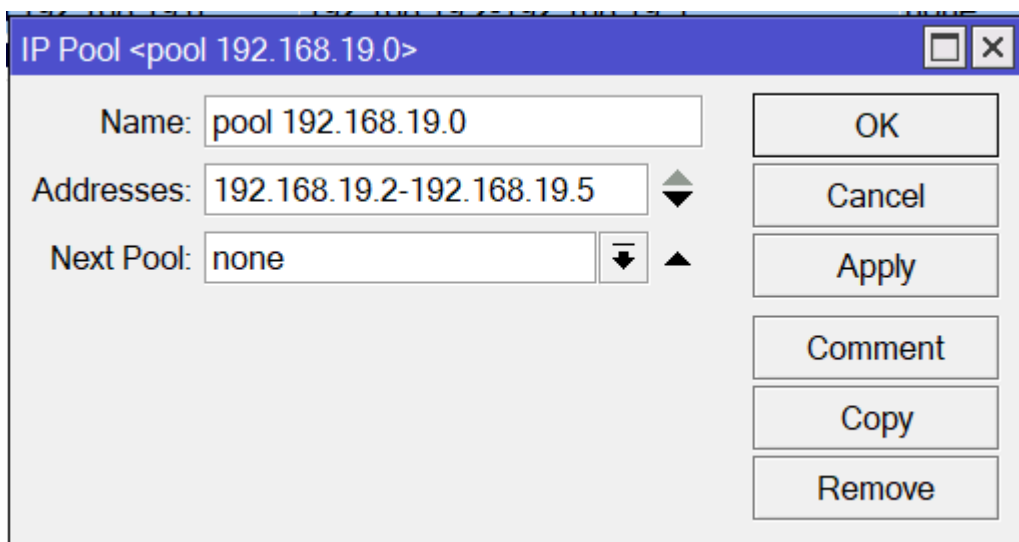 IP Pool <pool 192.168.19.0>
Name: pool 192.168.19.0
OK
Addresses: 192.168.19.2-192.168.19.5
Cancel
Next Pool: none
Apply
Comment
Copy
Remove